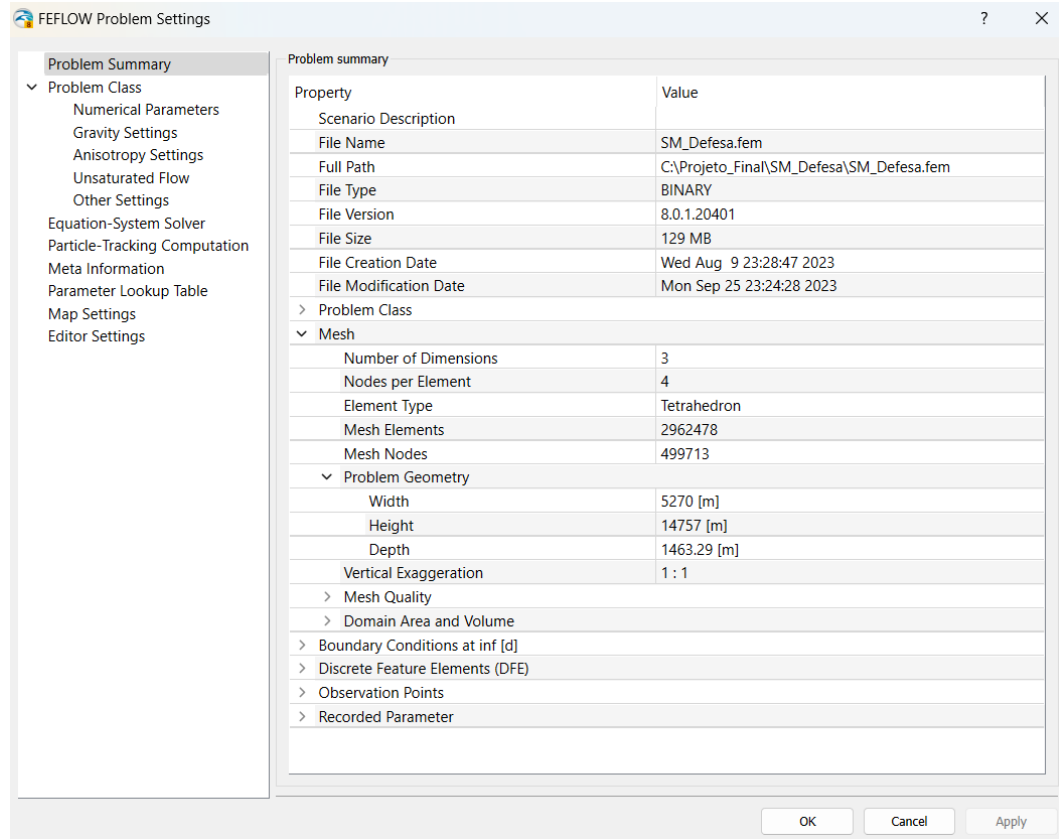 FEFLOW Problem Settings
?
Problem Summary
Problem Class
Numerical Parameters
Gravity Settings
Anisotropy Settings
Unsaturated Flow
Other Settings
Equation-System Solver
Particle-Tracking Computation
Meta Information
Parameter Lookup Table
Map Settings
Editor Settings
Problem summary
Property Value
Scenario Description
File Name SM_Defesa.fem
Full Path C:\Projeto_Final\SM_Defesa\SM_Defesa.fem
File Type BINARY
File Version 8.0.1.20401
File Size 129 MB
File Creation Date Wed Aug  9 23:28:47 2023
File Modification Date Mon Sep 25 23:24:28 2023
Problem Class
Mesh
Number of Dimensions 3
Nodes per Element 4
Element Type Tetrahedron
Mesh Elements 2962478
Mesh Nodes 499713
Problem Geometry
Width 5270 [m]
Height 14757 [m]
Depth 1463.29 [m]
Vertical Exaggeration 1 : 1
Mesh Quality
Domain Area and Volume
Boundary Conditions at inf [d]
Discrete Feature Elements (DFE)
Observation Points
Recorded Parameter
OK Cancel Apply